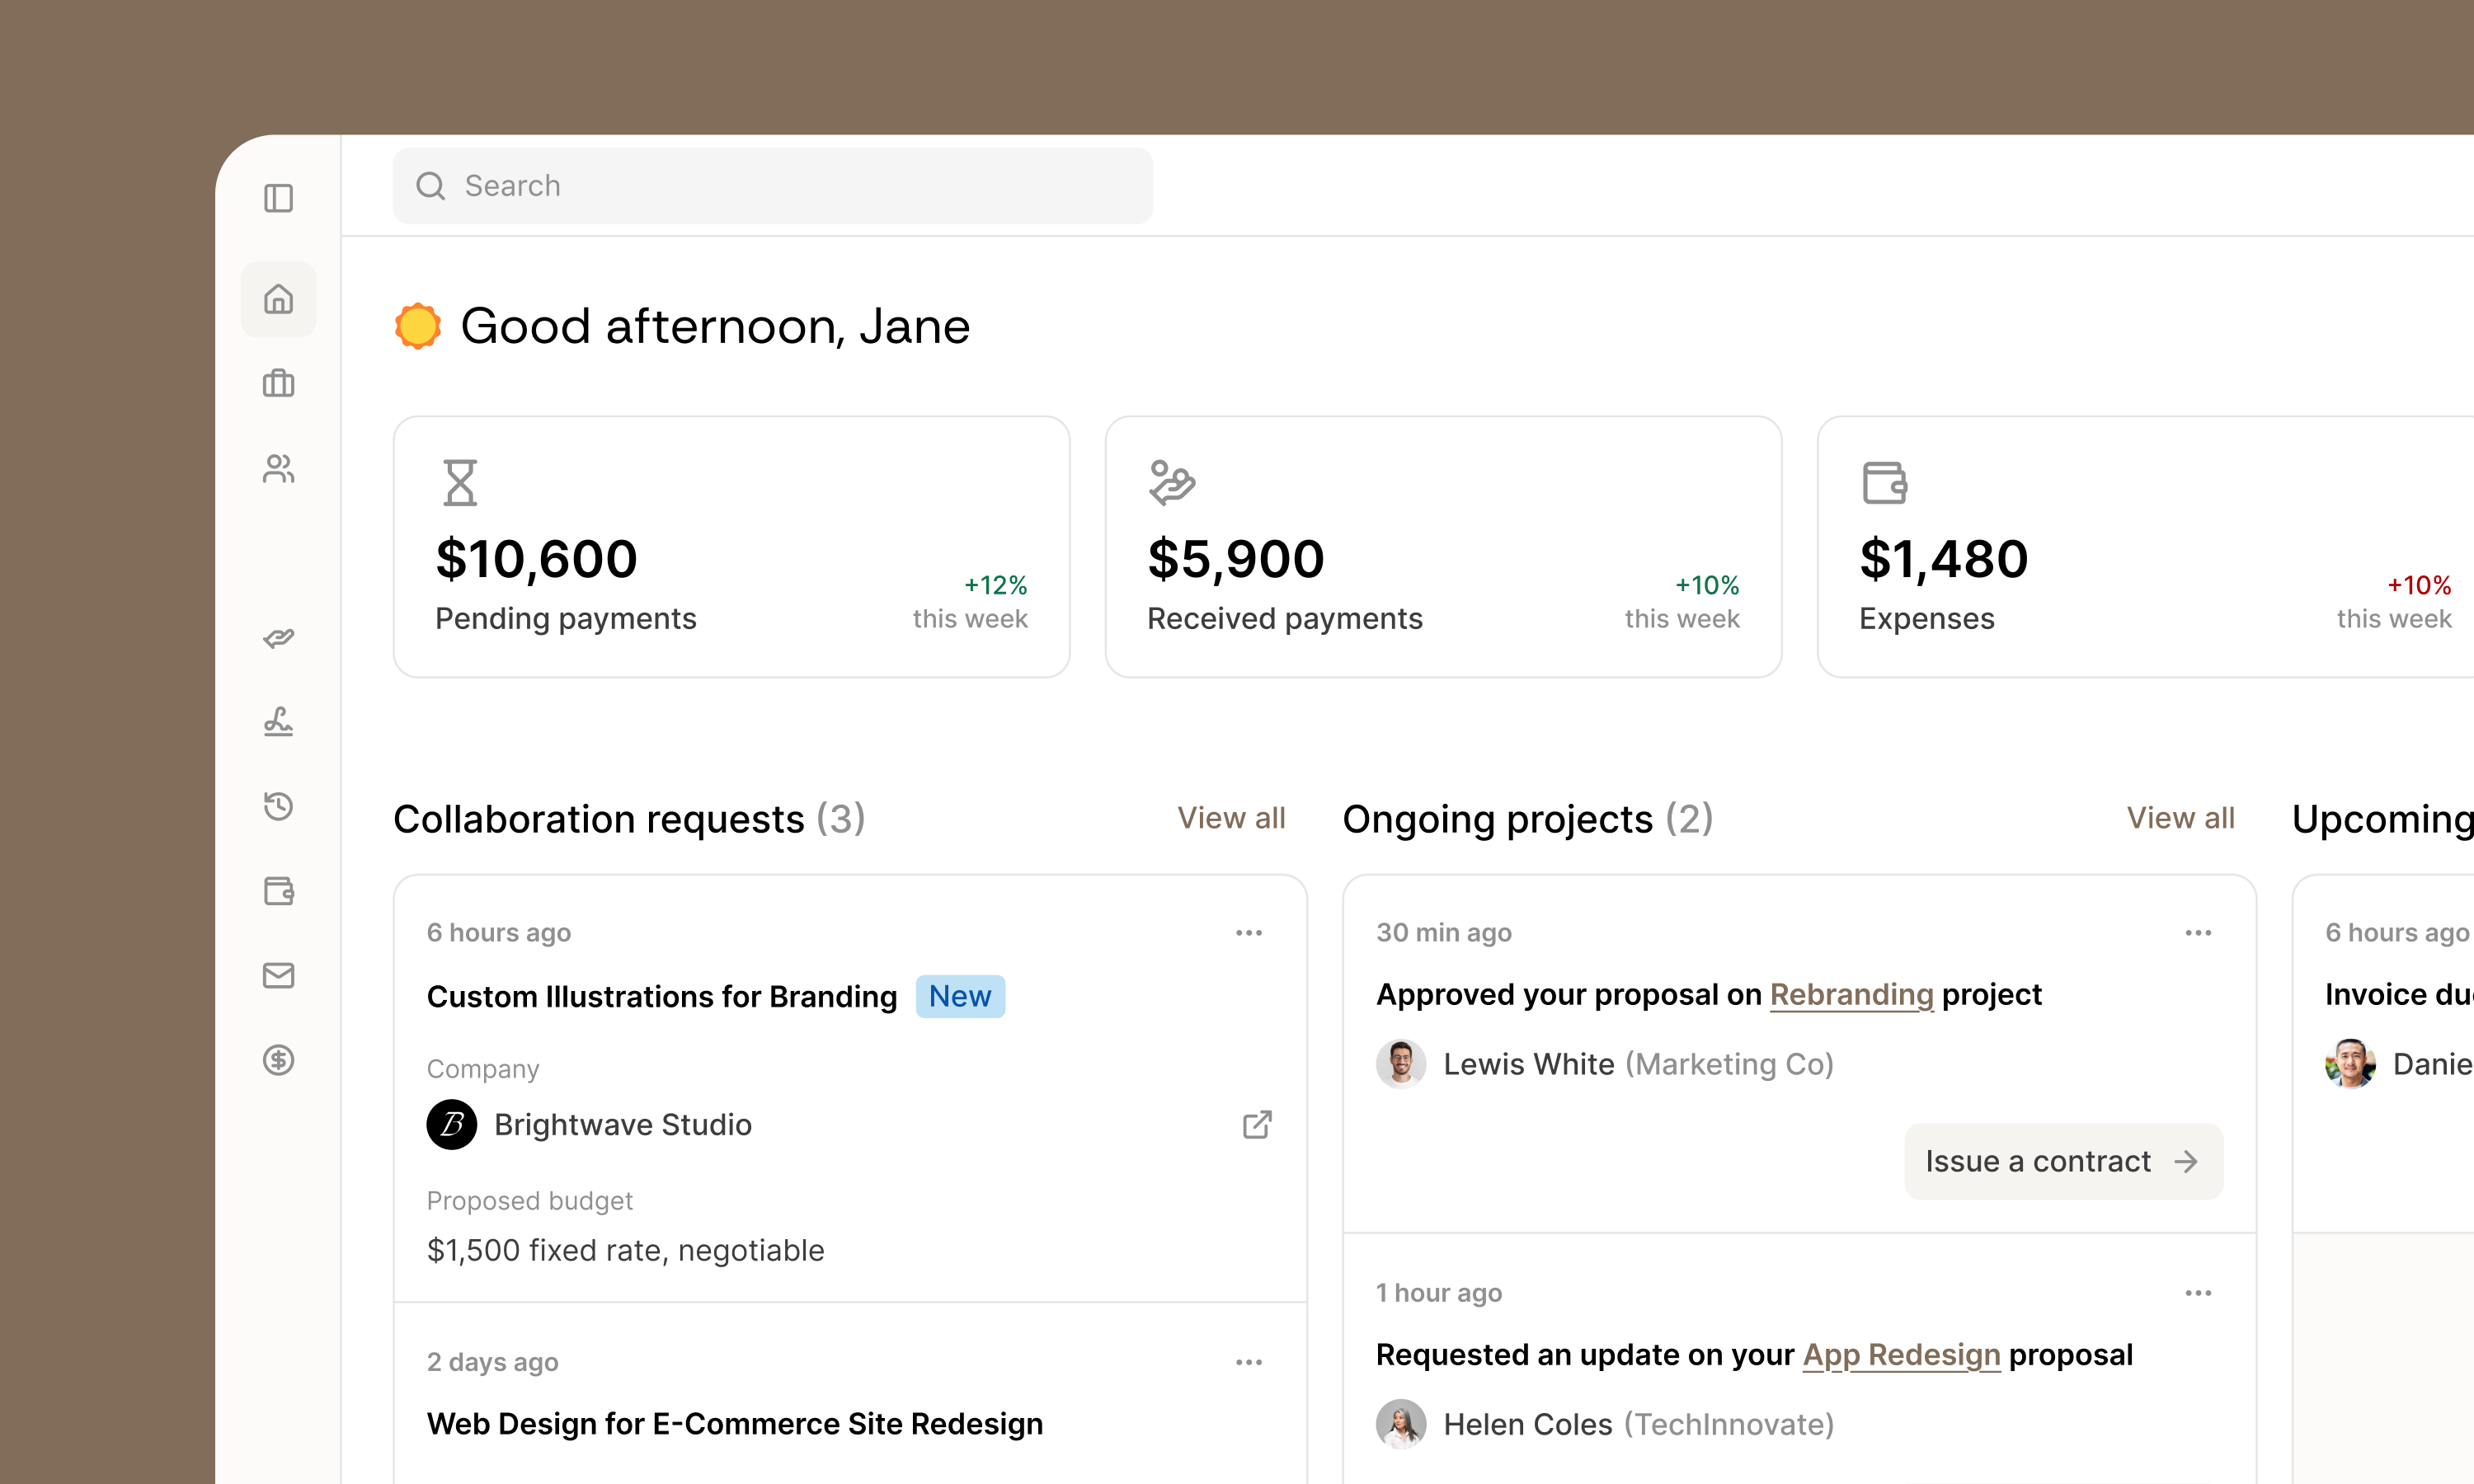 Search
Good afternoon, Jane
$10,600
Pending payments
+12%
this week
$5,900
Received payments
+10%
this week
$1,480
Expenses
+10%
this week
Collaboration requests (3)
View all
6 hours ago
Custom Illustrations for Branding New
Company
B Brightwave Studio
Proposed budget
$1,500 fixed rate, negotiable
2 days ago
Web Design for E-Commerce Site Redesign
Ongoing projects (2)
View all
30 min ago
Approved your proposal on Rebranding project
Lewis White (Marketing Co)
Issue a contract
1 hour ago
Requested an update on your App Redesign proposal
Helen Coles (TechInnovate)
Upcoming
6 hours ago
Invoice